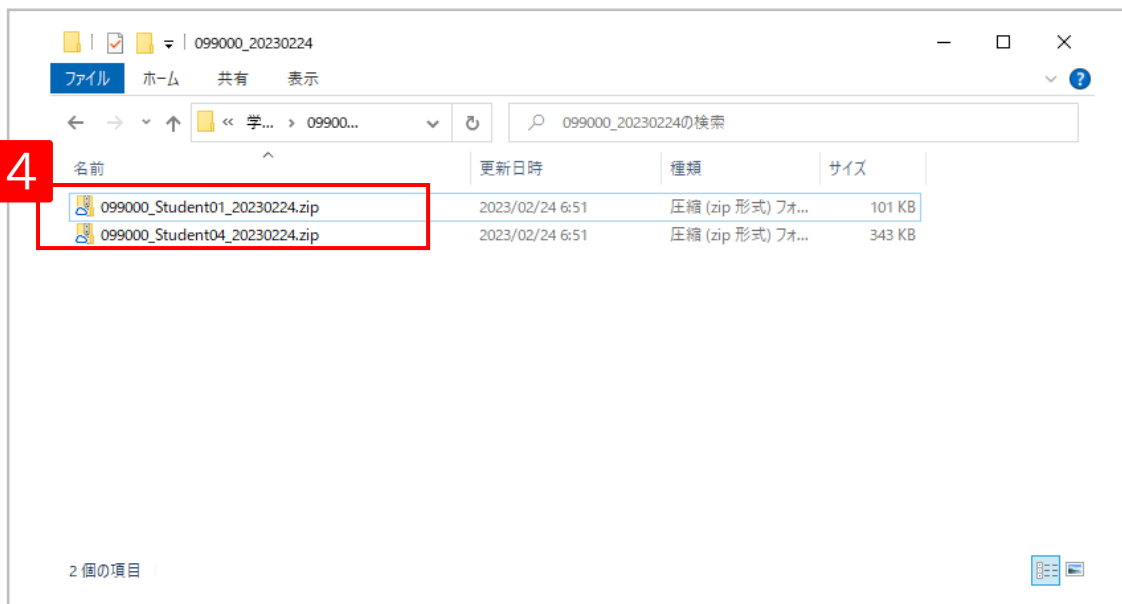 099000_20230224
ファイル ホーム 共有 表示 ?
« 学... › 09900... 099000_20230224の検索
4
名前 更新日時 種類 サイズ
099000_Student01_20230224.zip 2023/02/24 6:51 圧縮 (zip 形式) フォ... 101 KB
099000_Student04_20230224.zip 2023/02/24 6:51 圧縮 (zip 形式) フォ... 343 KB
2 個の項目